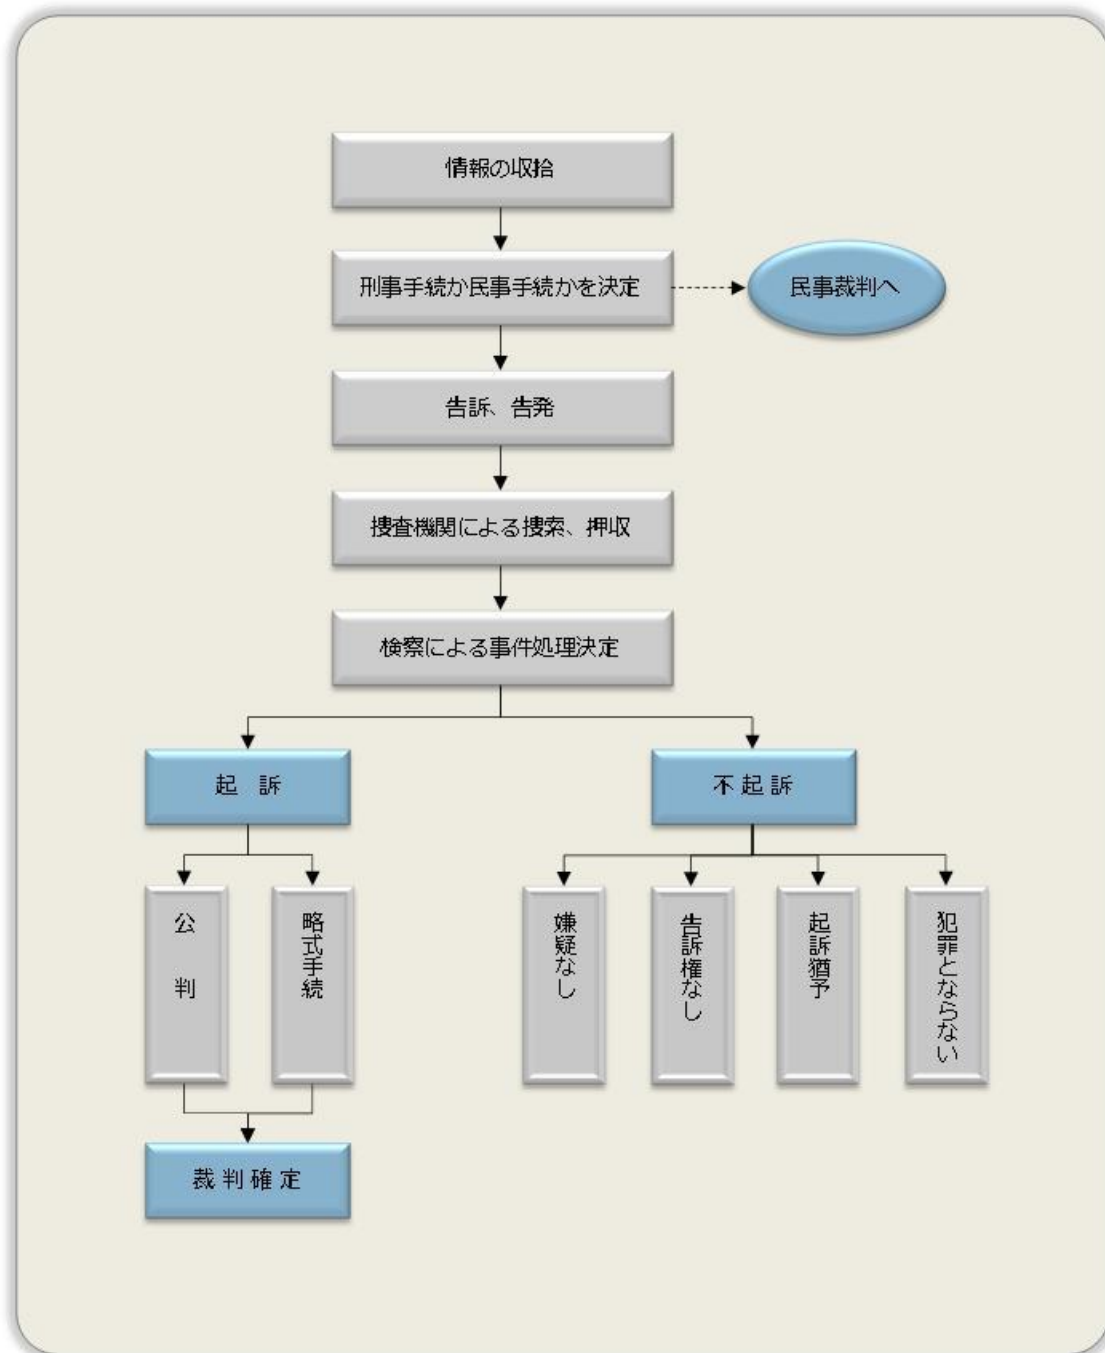 情報の収拾
刑事手続か民事手続かを決定
民事裁判へ
告訴、告発
捜査機関による捜索、押収
検察による事件処理決定
起 訴
不 起 訴
公 判
略式手続
嫌疑なし
告訴権なし
起訴猶予
犯罪とならない
裁 判 確 定